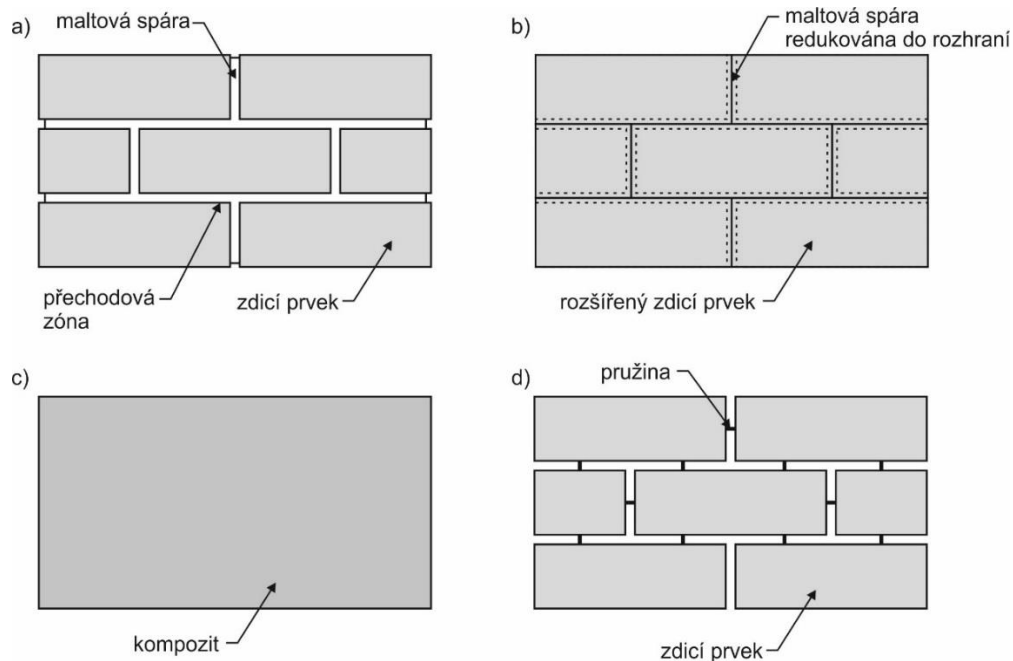 a)
maltová spára
přechodová
zóna
zdicí prvek
b)
maltová spára
redukována do rozhraní
rozšířený zdicí prvek
c)
kompozit
d)
pružina
zdicí prvek